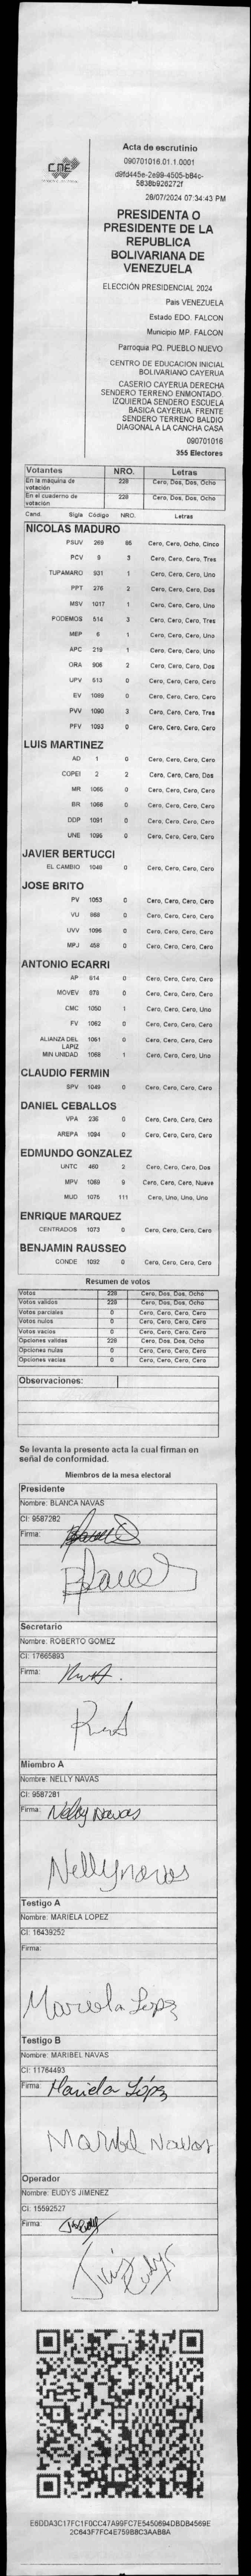 CNE
Acta de escrutinio
090701016.01.1.0001
d9fd445e-2e99-4505-b84c-
5838b926272f
28/07/2024 07:34:43 PM
PRESIDENTA O
PRESIDENTE DE LA
REPUBLICA
BOLIVARIANA DE
VENEZUELA
ELECCIÓN PRESIDENCIAL 2024
Pais VENEZUELA
Estado EDO. FALCON
Municipio MP. FALCON
Parroquia PQ. PUEBLO NUEVO
CENTRO DE EDUCACION INICIAL
BOLIVARIANO CAYERUA
CASERIO CAYERUA DERECHA
SENDERO TERRENO ENMONTADO.
IZQUIERDA SENDERO ESCUELA
BASICA CAYERUA. FRENTE
SENDERO TERRENO BALDIO
DIAGONAL A LA CANCHA CASA
090701016
355 Electores
Votantes NRO. Letras
En la máquina de votación 228 Cero, Dos, Dos, Ocho
En el cuaderno de votación 228 Cero, Dos, Dos, Ocho
Cand. Sigla Código NRO. Letras
NICOLAS MADURO
PSUV 269 85 Cero, Cero, Ocho, Cinco
PCV 9 3 Cero, Cero, Cero, Tres
TUPAMARO 931 1 Cero, Cero, Cero, Uno
PPT 276 2 Cero, Cero, Cero, Dos
MSV 1017 1 Cero, Cero, Cero, Uno
PODEMOS 514 3 Cero, Cero, Cero, Tres
MEP 6 1 Cero, Cero, Cero, Uno
APC 219 1 Cero, Cero, Cero, Uno
ORA 906 2 Cero, Cero, Cero, Dos
UPV 513 0 Cero, Cero, Cero, Cero
EV 1089 0 Cero, Cero, Cero, Cero
PVV 1090 3 Cero, Cero, Cero, Tres
PFV 1093 0 Cero, Cero, Cero, Cero
LUIS MARTINEZ
AD 1 0 Cero, Cero, Cero, Cero
COPEI 2 2 Cero, Cero, Cero, Dos
MR 1065 0 Cero, Cero, Cero, Cero
BR 1066 0 Cero, Cero, Cero, Cero
DDP 1091 0 Cero, Cero, Cero, Cero
UNE 1095 0 Cero, Cero, Cero, Cero
JAVIER BERTUCCI
EL CAMBIO 1048 0 Cero, Cero, Cero, Cero
JOSE BRITO
PV 1053 0 Cero, Cero, Cero, Cero
VU 968 0 Cero, Cero, Cero, Cero
UVV 1096 0 Cero, Cero, Cero, Cero
MPJ 458 0 Cero, Cero, Cero, Cero
ANTONIO ECARRI
AP 814 0 Cero, Cero, Cero, Cero
MOVEV 978 0 Cero, Cero, Cero, Cero
CMC 1050 1 Cero, Cero, Cero, Uno
FV 1062 0 Cero, Cero, Cero, Cero
ALIANZA DEL LAPIZ 1061 0 Cero, Cero, Cero, Cero
MIN UNIDAD 1068 1 Cero, Cero, Cero, Uno
CLAUDIO FERMIN
SPV 1049 0 Cero, Cero, Cero, Cero
DANIEL CEBALLOS
VPA 236 0 Cero, Cero, Cero, Cero
AREPA 1094 0 Cero, Cero, Cero, Cero
EDMUNDO GONZALEZ
UNTC 460 2 Cero, Cero, Cero, Dos
MPV 1069 9 Cero, Cero, Cero, Nueve
MUD 1075 111 Cero, Uno, Uno, Uno
ENRIQUE MARQUEZ
CENTRADOS 1073 0 Cero, Cero, Cero, Cero
BENJAMIN RAUSSEO
CONDE 1092 0 Cero, Cero, Cero, Cero
Resumen de votos
Votos 228 Cero, Dos, Dos, Ocho
Votos validos 228 Cero, Dos, Dos, Ocho
Votos parciales 0 Cero, Cero, Cero, Cero
Votos nulos 0 Cero, Cero, Cero, Cero
Votos vacios 0 Cero, Cero, Cero, Cero
Opciones validas 228 Cero, Dos, Dos, Ocho
Opciones nulas 0 Cero, Cero, Cero, Cero
Opciones vacias 0 Cero, Cero, Cero, Cero
Observaciones:
Se levanta la presente acta la cual firman en
señal de conformidad.
Miembros de la mesa electoral
Presidente
Nombre: BLANCA NAVAS
CI: 9587282
Firma:
Secretario
Nombre: ROBERTO GOMEZ
CI: 17665893
Firma:
Miembro A
Nombre: NELLY NAVAS
CI: 9587281
Firma: Nelly Navas
Nelly navas
Testigo A
Nombre: MARIELA LOPEZ
CI: 16439252
Firma:
Mariela Lopez
Testigo B
Nombre: MARIBEL NAVAS
CI: 11764493
Firma: Mariela López
Maribel Navas
Operador
Nombre: EUDYS JIMENEZ
CI: 15592527
Firma:
E6DDA3C17FC1F0CC47A99FC7E5450694DBDB4569E
2C643F7FC4E759B8C3AAB8A